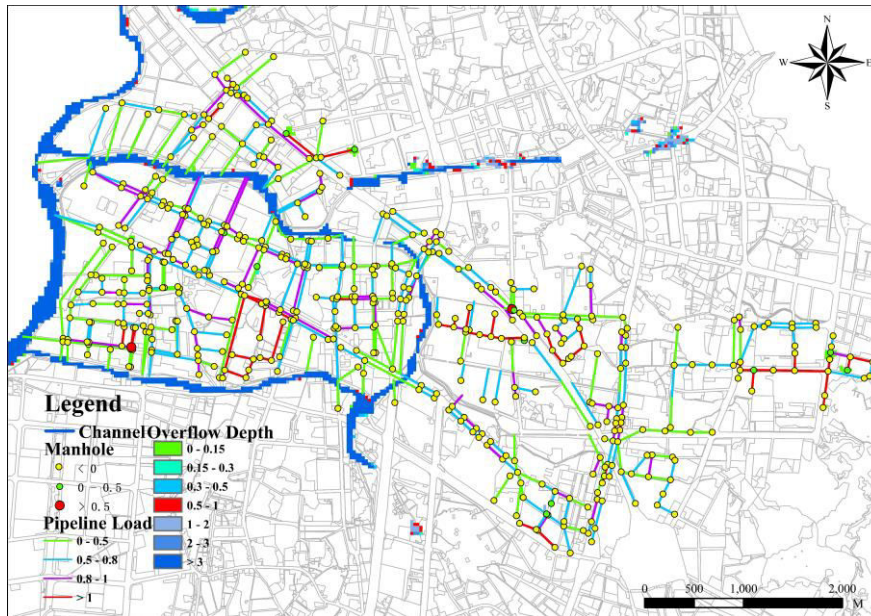 N
W E
S
Legend
Channel Overflow Depth
Manhole
< 0
0 - 0.5
> 0.5
Pipeline Load
0 - 0.5
0.5 - 0.8
0.8 - 1
> 1
0 - 0.15
0.15 - 0.3
0.3 - 0.5
0.5 - 1
1 - 2
2 - 3
> 3
0 500 1,000 2,000
M